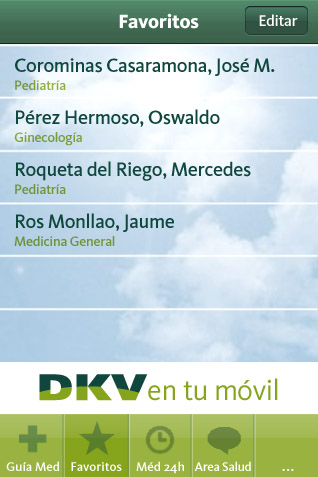 Favoritos
Editar
Corominas Casaramona, José M.
Pediatría
Pérez Hermoso, Oswaldo
Ginecología
Roqueta del Riego, Mercedes
Pediatría
Ros Monllao, Jaume
Medicina General
DKV en tu móvil
Guía Med
Favoritos
Méd 24h
Area Salud
...